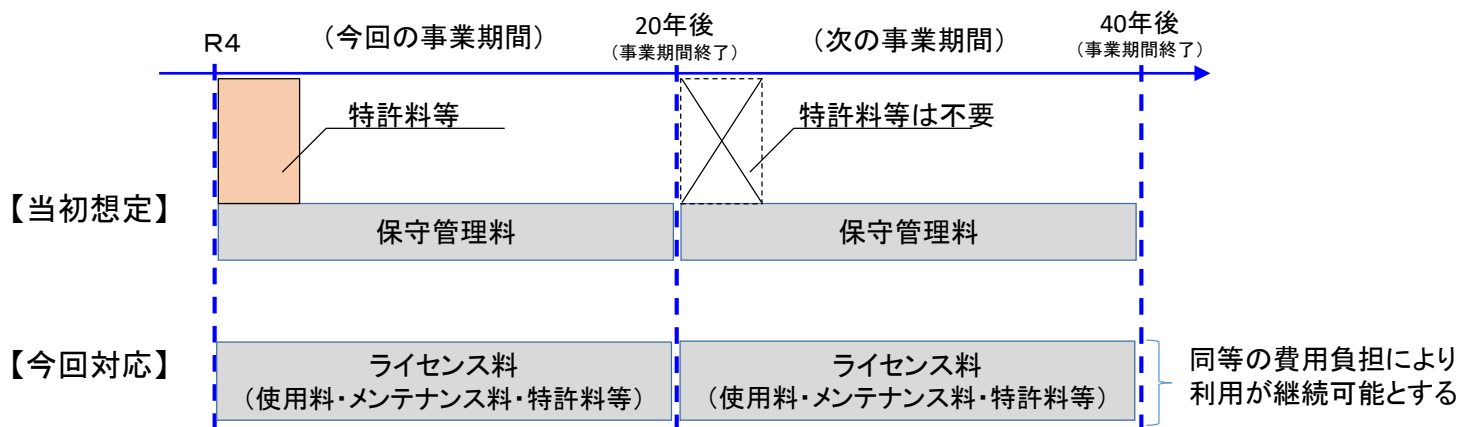 R4
(今回の事業期間)
20年後
(事業期間終了)
(次の事業期間)
40年後
(事業期間終了)
特許料等
特許料等は不要
【当初想定】
保守管理料
保守管理料
【今回対応】
ライセンス料
(使用料・メンテナンス料・特許料等)
ライセンス料
(使用料・メンテナンス料・特許料等)
同等の費用負担により
利用が継続可能とする